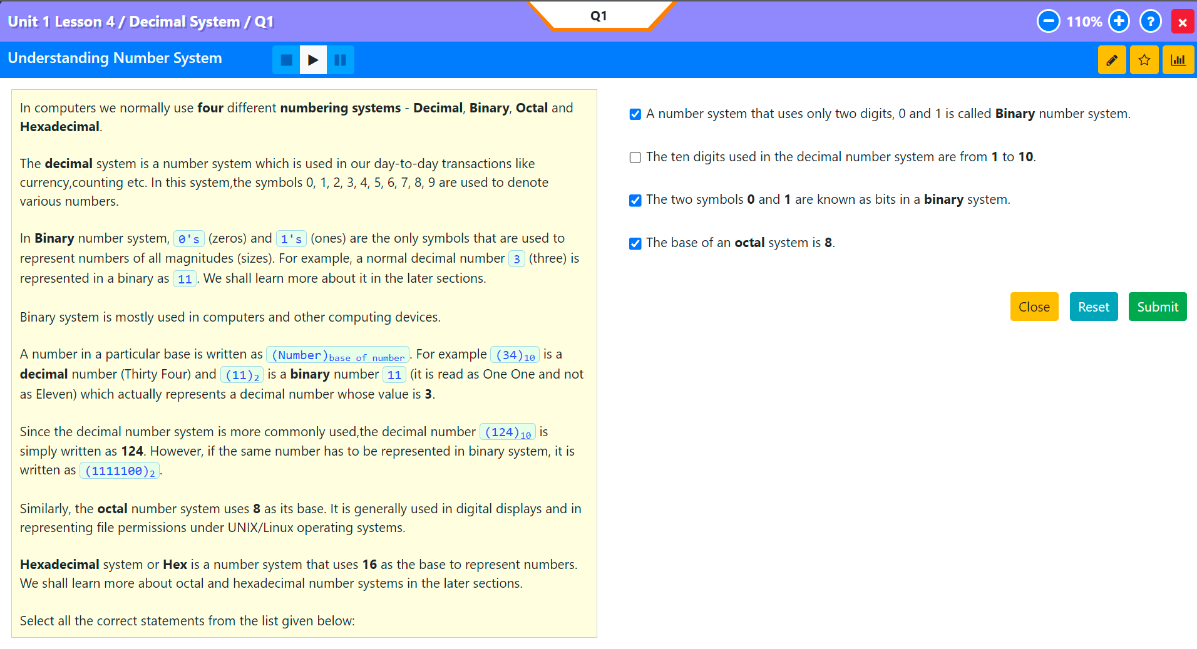 Unit 1 Lesson 4 / Decimal System / Q1
Q1
110%
?
x
Understanding Number System
In computers we normally use four different numbering systems - Decimal, Binary, Octal and
Hexadecimal.
The decimal system is a number system which is used in our day-to-day transactions like
currency,counting etc. In this system,the symbols 0, 1, 2, 3, 4, 5, 6, 7, 8, 9 are used to denote
various numbers.
In Binary number system, 0's (zeros) and 1's (ones) are the only symbols that are used to
represent numbers of all magnitudes (sizes). For example, a normal decimal number 3 (three) is
represented in a binary as 11. We shall learn more about it in the later sections.
Binary system is mostly used in computers and other computing devices.
A number in a particular base is written as (Number)base of number. For example (34)10 is a
decimal number (Thirty Four) and (11)2 is a binary number 11 (it is read as One One and not
as Eleven) which actually represents a decimal number whose value is 3.
Since the decimal number system is more commonly used,the decimal number (124)10 is
simply written as 124. However, if the same number has to be represented in binary system, it is
written as (1111100)2.
Similarly, the octal number system uses 8 as its base. It is generally used in digital displays and in
representing file permissions under UNIX/Linux operating systems.
Hexadecimal system or Hex is a number system that uses 16 as the base to represent numbers.
We shall learn more about octal and hexadecimal number systems in the later sections.
Select all the correct statements from the list given below:
A number system that uses only two digits, 0 and 1 is called Binary number system.
The ten digits used in the decimal number system are from 1 to 10.
The two symbols 0 and 1 are known as bits in a binary system.
The base of an octal system is 8.
Close
Reset
Submit